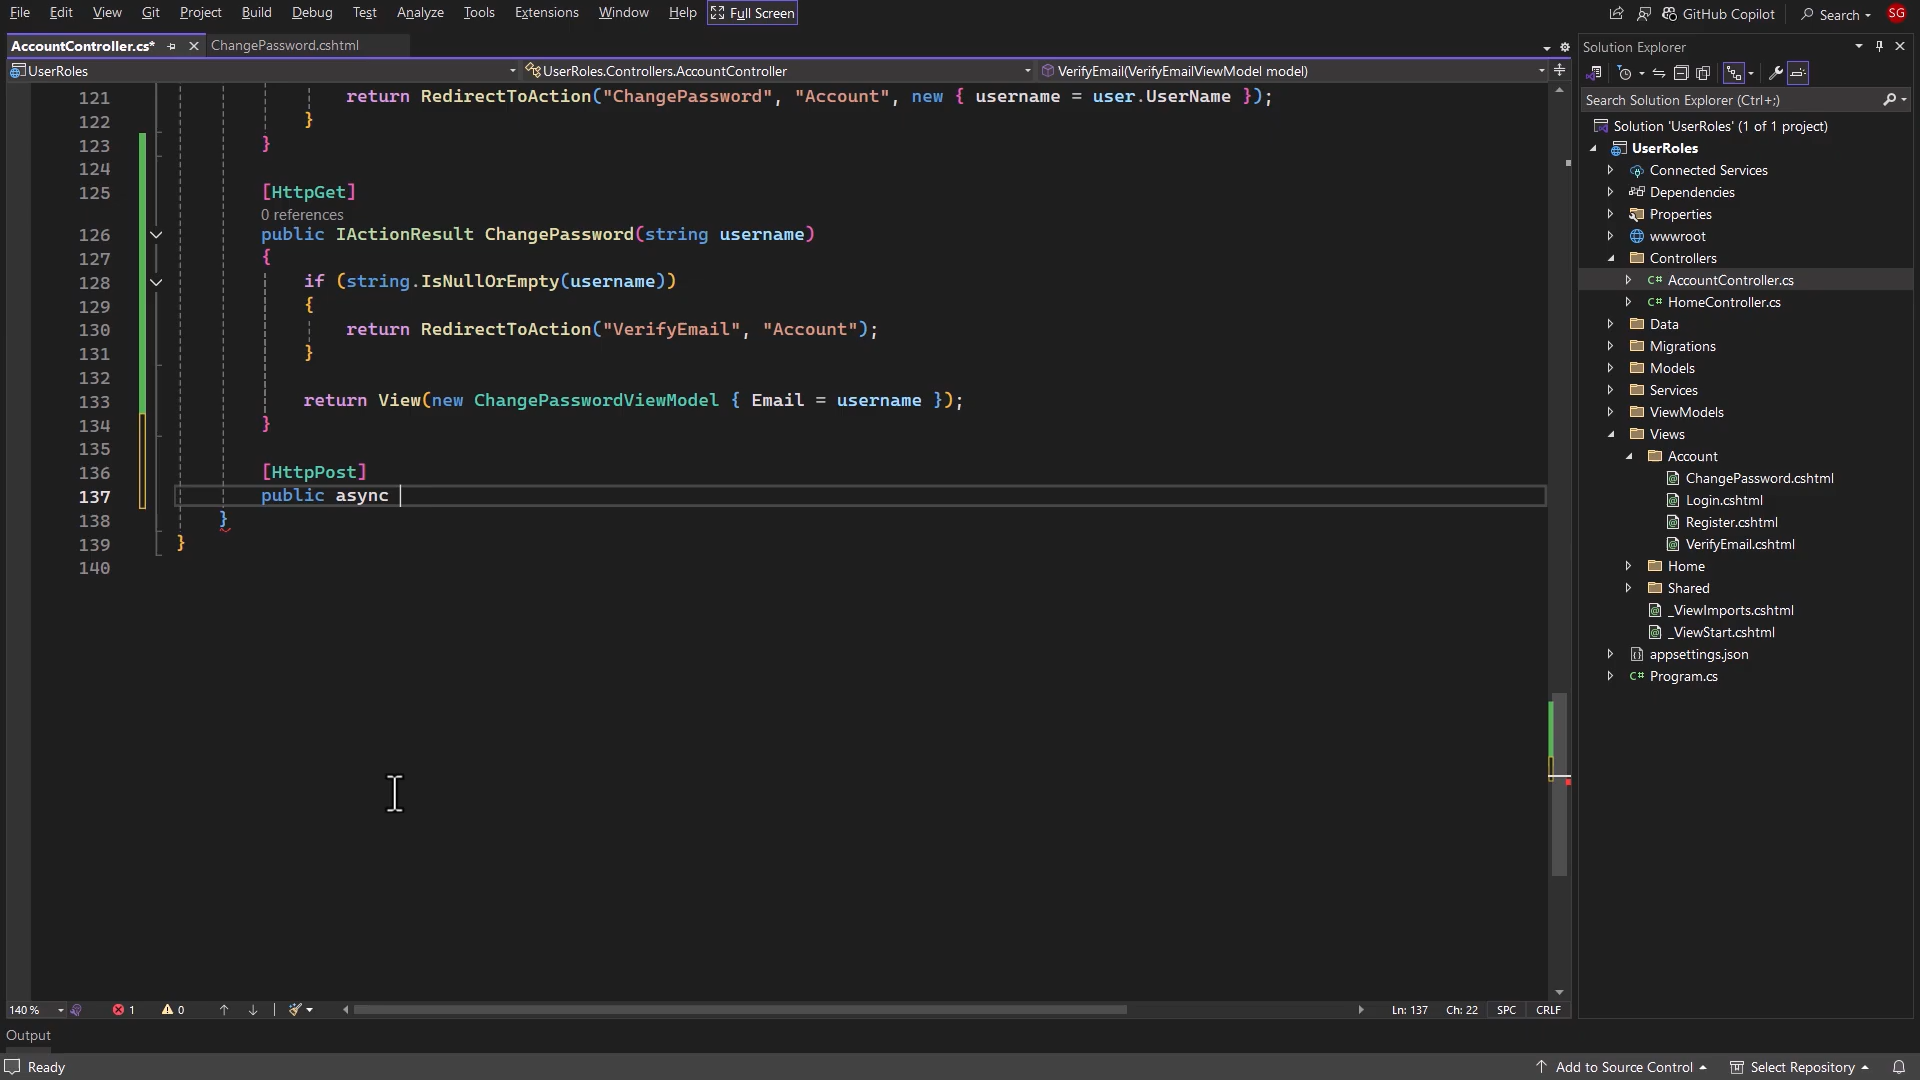 File Edit View Git Project Build Debug Test Analyze Tools Extensions Window Help Full Screen GitHub Copilot Search SG
AccountController.cs* ChangePassword.cshtml
UserRoles UserRoles.Controllers.AccountController VerifyEmail(VerifyEmailViewModel model)
121 return RedirectToAction("ChangePassword", "Account", new { username = user.UserName });
122 }
123 }
124
125 [HttpGet]
0 references
126 public IActionResult ChangePassword(string username)
127 {
128 if (string.IsNullOrEmpty(username))
129 {
130 return RedirectToAction("VerifyEmail", "Account");
131 }
132
133 return View(new ChangePasswordViewModel { Email = username });
134 }
135
136 [HttpPost]
137 public async
138 }
139 }
140
140 % 1 0 Ln: 137 Ch: 22 SPC CRLF
Output
Ready Add to Source Control Select Repository
Solution Explorer
Search Solution Explorer (Ctrl+;)
Solution 'UserRoles' (1 of 1 project)
UserRoles
Connected Services
Dependencies
Properties
wwwroot
Controllers
C# AccountController.cs
C# HomeController.cs
Data
Migrations
Models
Services
ViewModels
Views
Account
ChangePassword.cshtml
Login.cshtml
Register.cshtml
VerifyEmail.cshtml
Home
Shared
_ViewImports.cshtml
_ViewStart.cshtml
appsettings.json
C# Program.cs